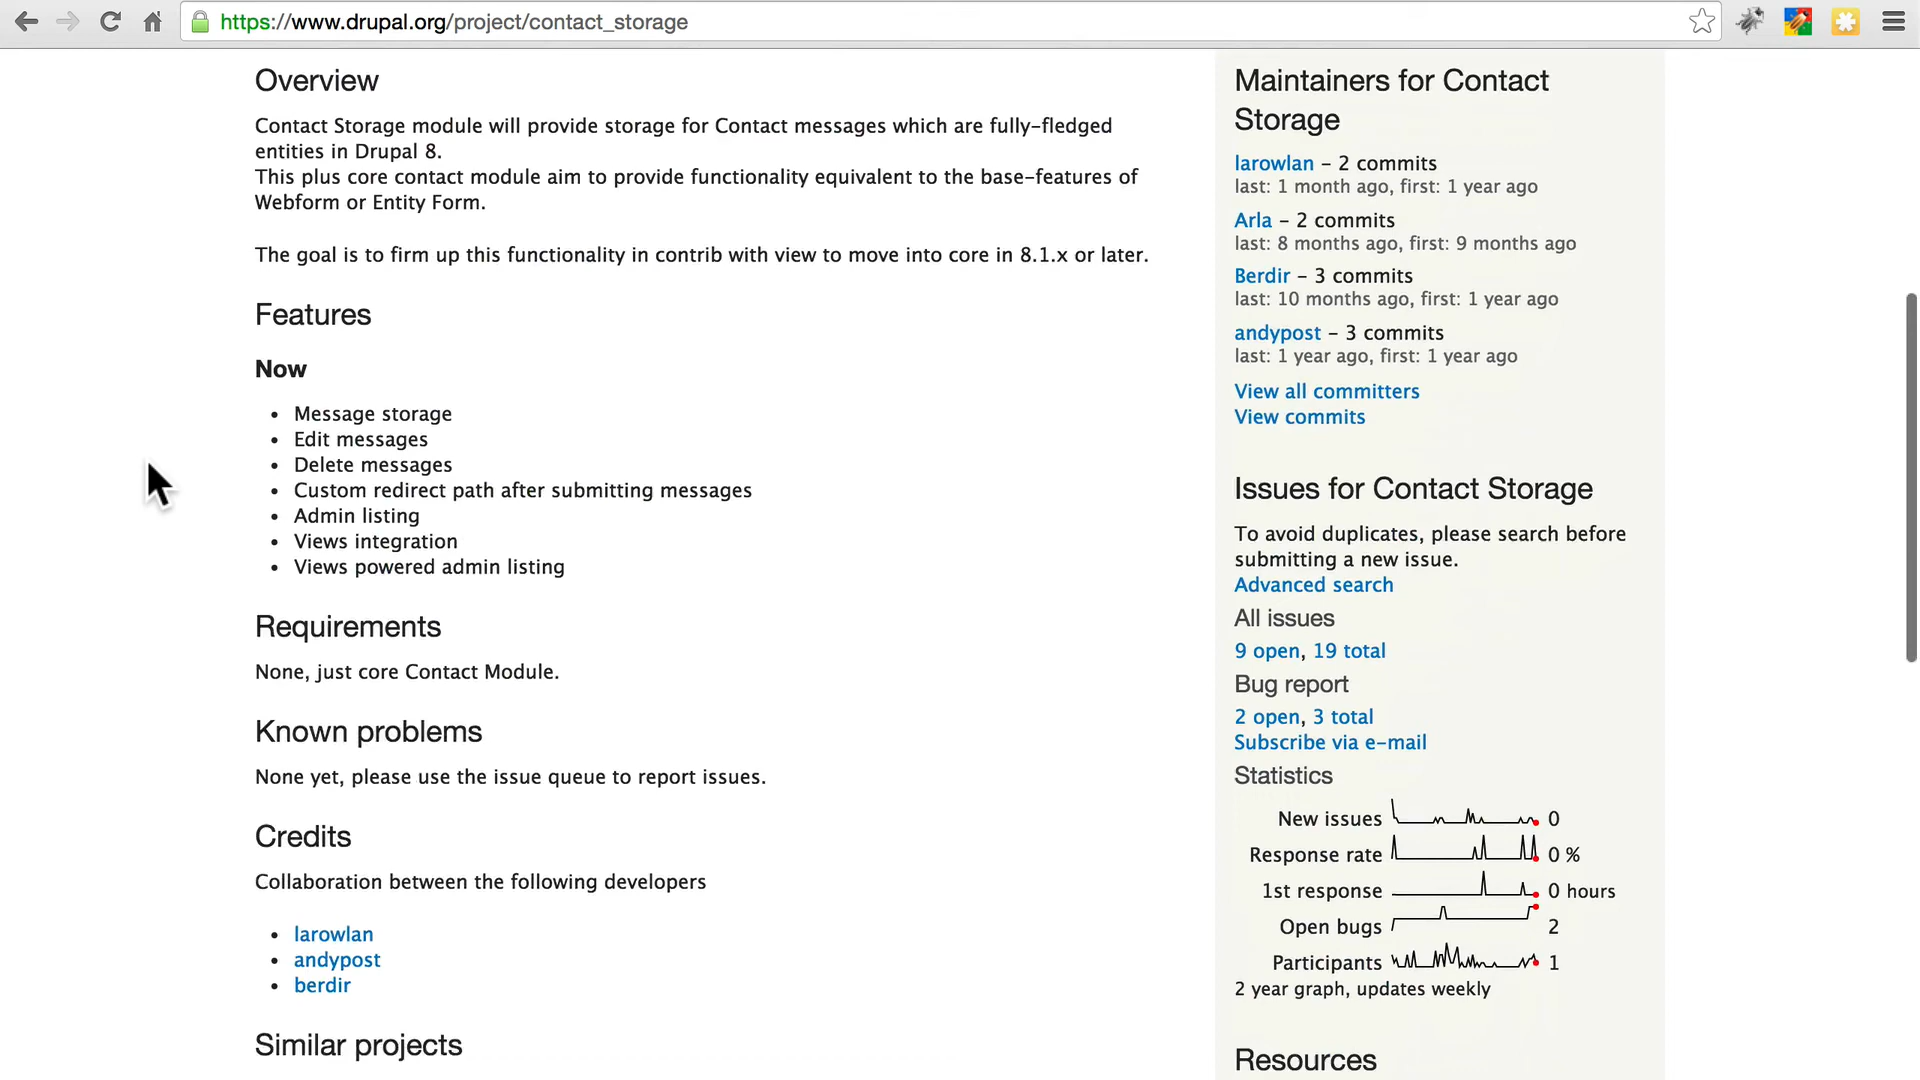 https://www.drupal.org/project/contact_storage
Overview
Contact Storage module will provide storage for Contact messages which are fully-fledged
entities in Drupal 8.
This plus core contact module aim to provide functionality equivalent to the base-features of
Webform or Entity Form.
The goal is to firm up this functionality in contrib with view to move into core in 8.1.x or later.
Features
Now
• Message storage
• Edit messages
• Delete messages
• Custom redirect path after submitting messages
• Admin listing
• Views integration
• Views powered admin listing
Requirements
None, just core Contact Module.
Known problems
None yet, please use the issue queue to report issues.
Credits
Collaboration between the following developers
• larowlan
• andypost
• berdir
Similar projects
Maintainers for Contact
Storage
larowlan – 2 commits
last: 1 month ago, first: 1 year ago
Arla – 2 commits
last: 8 months ago, first: 9 months ago
Berdir – 3 commits
last: 10 months ago, first: 1 year ago
andypost – 3 commits
last: 1 year ago, first: 1 year ago
View all committers
View commits
Issues for Contact Storage
To avoid duplicates, please search before
submitting a new issue.
Advanced search
All issues
9 open, 19 total
Bug report
2 open, 3 total
Subscribe via e-mail
Statistics
New issues 0
Response rate 0 %
1st response 0 hours
Open bugs 2
Participants 1
2 year graph, updates weekly
Resources